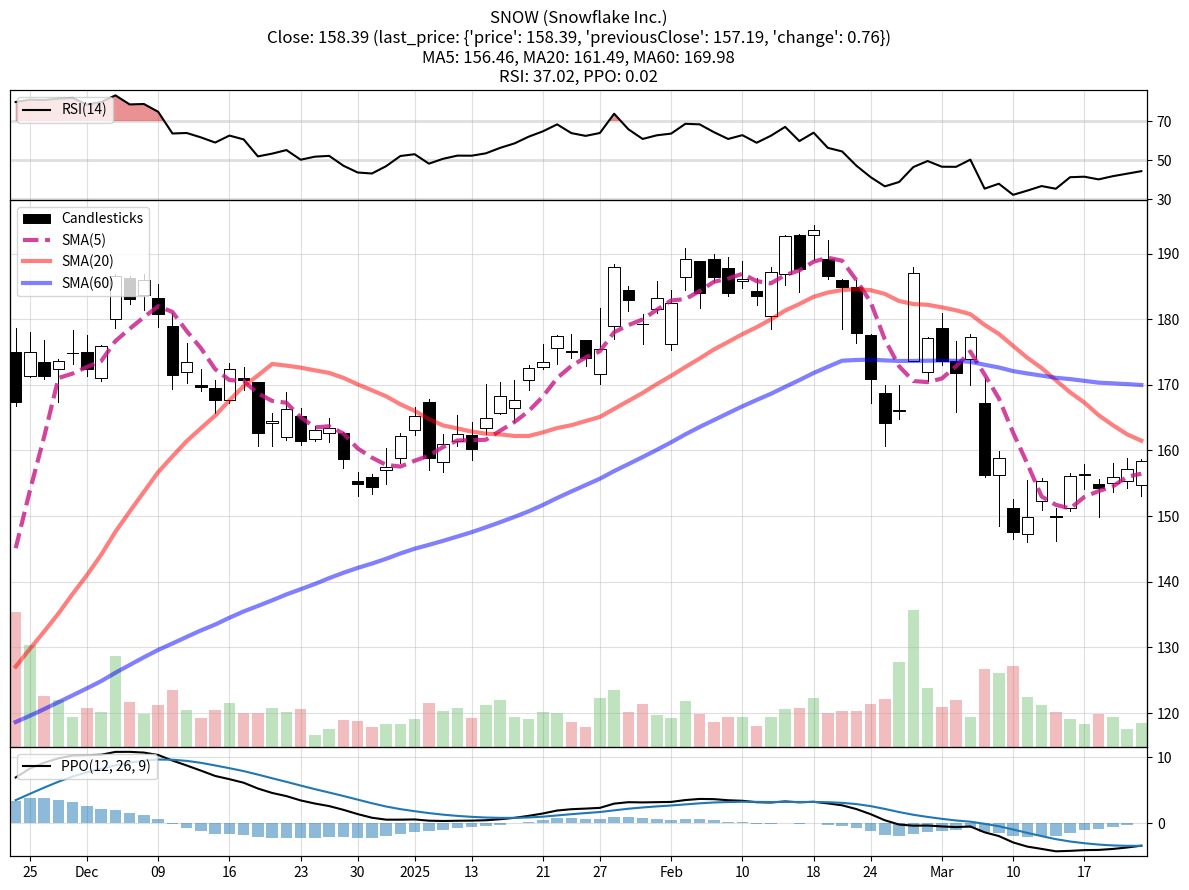 SNOW (Snowflake Inc.)
Close: 158.39 (last_price: {'price': 158.39, 'previousClose': 157.19, 'change': 0.76})
MA5: 156.46, MA20: 161.49, MA60: 169.98
RSI: 37.02, PPO: 0.02
RSI(14)
70
50
30
Candlesticks
SMA(5)
SMA(20)
SMA(60)
190
180
170
160
150
140
130
120
PPO(12, 26, 9)
10
0
25 Dec 09 16 23 30 2025 13 21 27 Feb 10 18 24 Mar 10 17